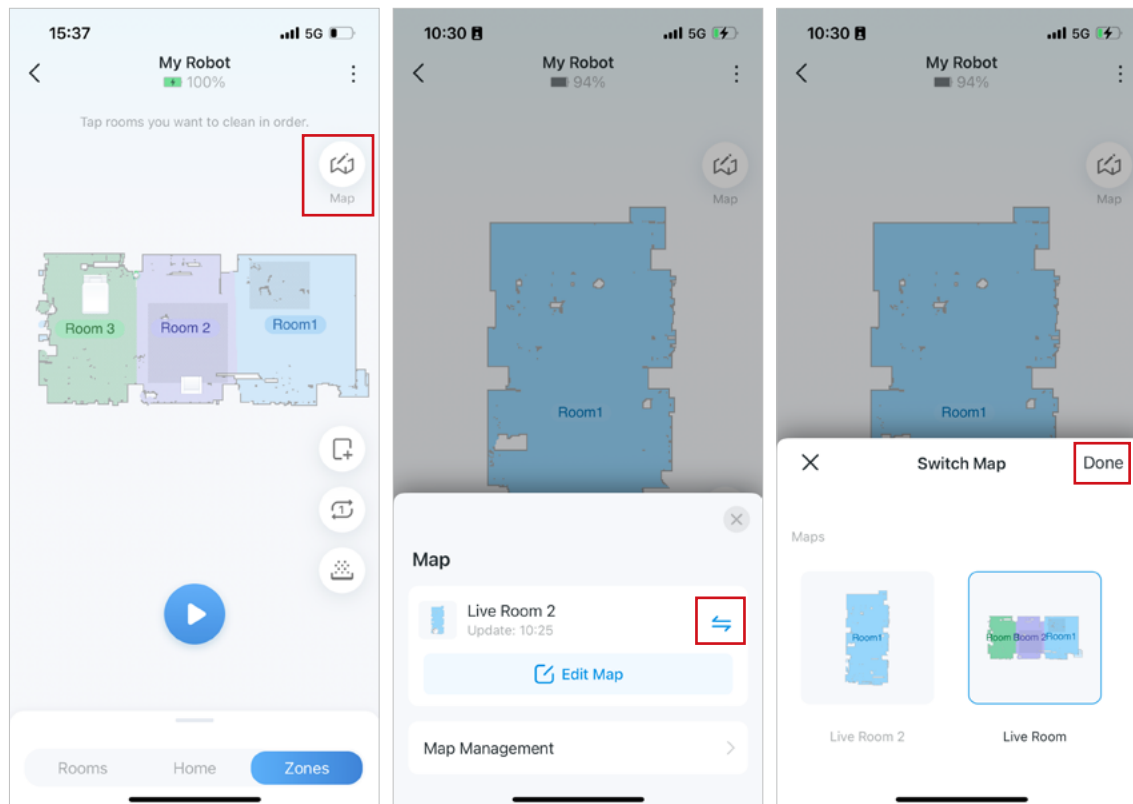 15:37
5G
My Robot
100%
Tap rooms you want to clean in order.
Map
Room 3
Room 2
Room1
1
Rooms
Home
Zones
10:30
5G
My Robot
94%
Map
Room1
Map
Live Room 2
Update: 10:25
Edit Map
Map Management
10:30
5G
My Robot
94%
Map
Room1
Switch Map
Done
Maps
Room1
Room 2
Room1
Live Room 2
Live Room